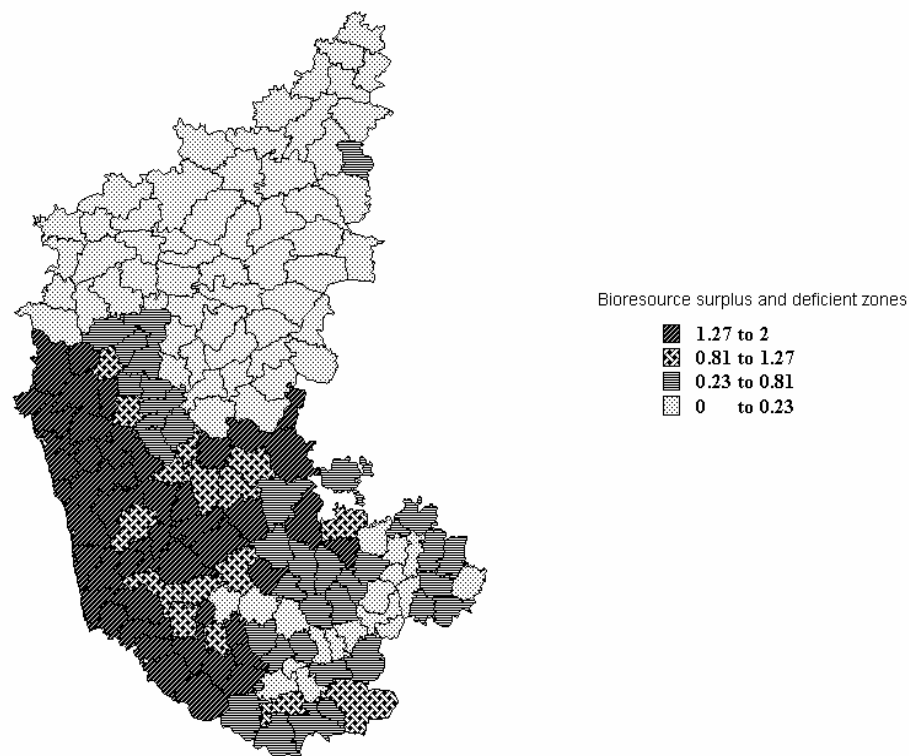 Bioresource surplus and deficient zones
1.27 to 2
0.81 to 1.27
0.23 to 0.81
0 to 0.23